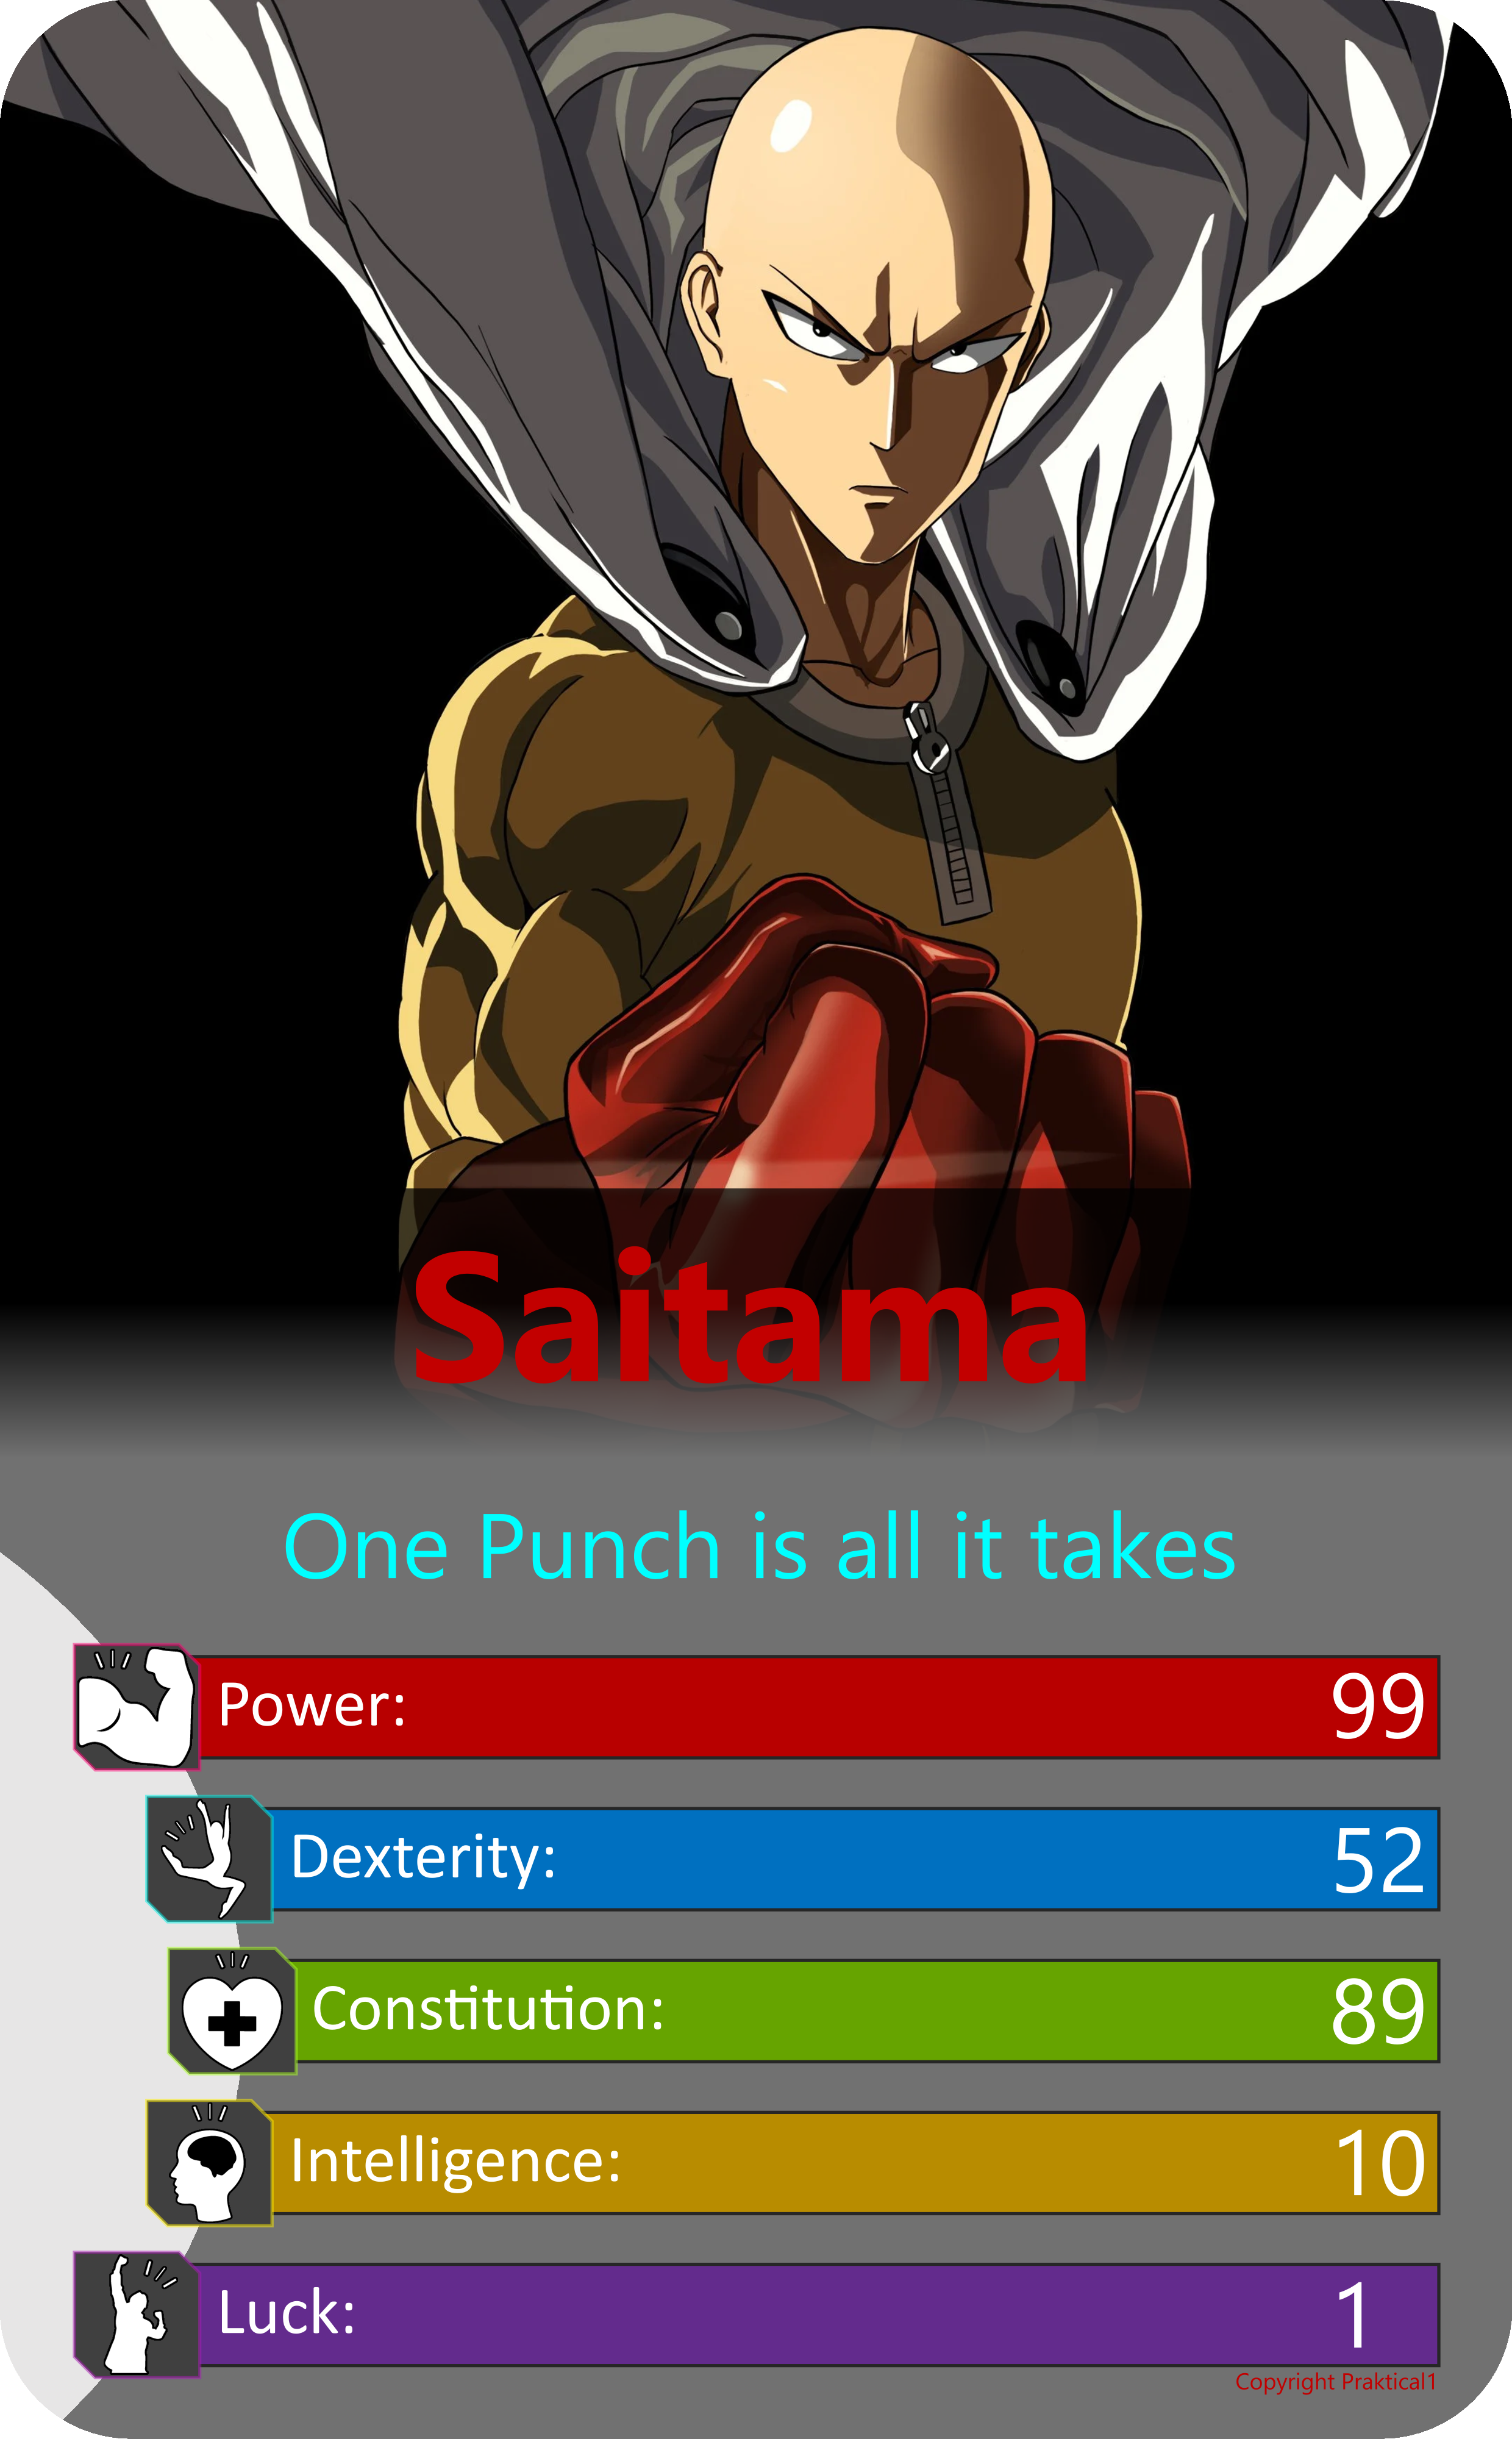 Saitama
One Punch is all it takes
Power: 99
Dexterity: 52
Constitution: 89
Intelligence: 10
Luck: 1
Copyright Praktical1